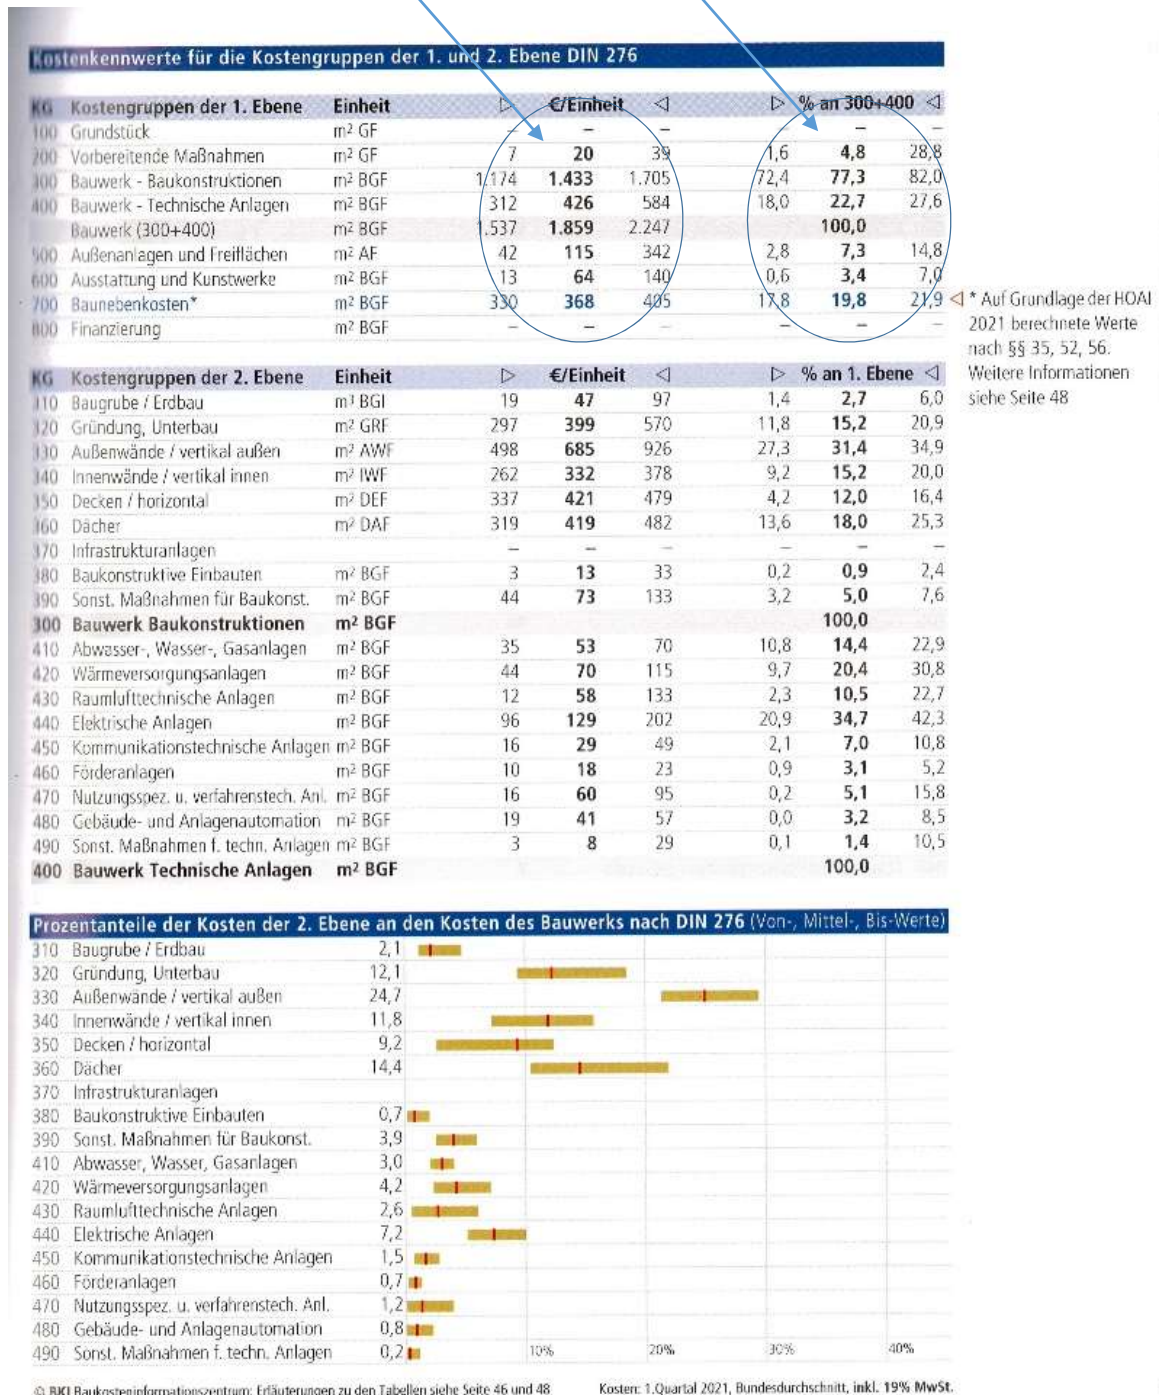 Kostenkennwerte für die Kostengruppen der 1. und 2. Ebene DIN 276
KG Kostengruppen der 1. Ebene Einheit ▷ €/Einheit ◁ ▷ % an 300+400 ◁
100 Grundstück m² GF – – – – – –
200 Vorbereitende Maßnahmen m² GF 7 20 39 1,6 4,8 28,8
300 Bauwerk - Baukonstruktionen m² BGF 1.174 1.433 1.705 72,4 77,3 82,0
400 Bauwerk - Technische Anlagen m² BGF 312 426 584 18,0 22,7 27,6
Bauwerk (300+400) m² BGF 1.537 1.859 2.247 100,0
500 Außenanlagen und Freiflächen m² AF 42 115 342 2,8 7,3 14,8
600 Ausstattung und Kunstwerke m² BGF 13 64 140 0,6 3,4 7,0
700 Baunebenkosten* m² BGF 330 368 405 17,8 19,8 21,9 ◁ * Auf Grundlage der HOAI
800 Finanzierung m² BGF – – – – – – 2021 berechnete Werte
nach §§ 35, 52, 56.
Weitere Informationen
siehe Seite 48
KG Kostengruppen der 2. Ebene Einheit ▷ €/Einheit ◁ ▷ % an 1. Ebene ◁
310 Baugrube / Erdbau m³ BGI 19 47 97 1,4 2,7 6,0
320 Gründung, Unterbau m² GRF 297 399 570 11,8 15,2 20,9
330 Außenwände / vertikal außen m² AWF 498 685 926 27,3 31,4 34,9
340 Innenwände / vertikal innen m² IWF 262 332 378 9,2 15,2 20,0
350 Decken / horizontal m² DEF 337 421 479 4,2 12,0 16,4
360 Dächer m² DAF 319 419 482 13,6 18,0 25,3
370 Infrastrukturanlagen – – – – – –
380 Baukonstruktive Einbauten m² BGF 3 13 33 0,2 0,9 2,4
390 Sonst. Maßnahmen für Baukonst. m² BGF 44 73 133 3,2 5,0 7,6
300 Bauwerk Baukonstruktionen m² BGF 100,0
410 Abwasser-, Wasser-, Gasanlagen m² BGF 35 53 70 10,8 14,4 22,9
420 Wärmeversorgungsanlagen m² BGF 44 70 115 9,7 20,4 30,8
430 Raumlufttechnische Anlagen m² BGF 12 58 133 2,3 10,5 22,7
440 Elektrische Anlagen m² BGF 96 129 202 20,9 34,7 42,3
450 Kommunikationstechnische Anlagen m² BGF 16 29 49 2,1 7,0 10,8
460 Förderanlagen m² BGF 10 18 23 0,9 3,1 5,2
470 Nutzungsspez. u. verfahrenstech. Anl. m² BGF 16 60 95 0,2 5,1 15,8
480 Gebäude- und Anlagenautomation m² BGF 19 41 57 0,0 3,2 8,5
490 Sonst. Maßnahmen f. techn. Anlagen m² BGF 3 8 29 0,1 1,4 10,5
400 Bauwerk Technische Anlagen m² BGF 100,0
Prozentanteile der Kosten der 2. Ebene an den Kosten des Bauwerks nach DIN 276 (Von-, Mittel-, Bis-Werte)
310 Baugrube / Erdbau 2,1
320 Gründung, Unterbau 12,1
330 Außenwände / vertikal außen 24,7
340 Innenwände / vertikal innen 11,8
350 Decken / horizontal 9,2
360 Dächer 14,4
370 Infrastrukturanlagen
380 Baukonstruktive Einbauten 0,7
390 Sonst. Maßnahmen für Baukonst. 3,9
410 Abwasser, Wasser, Gasanlagen 3,0
420 Wärmeversorgungsanlagen 4,2
430 Raumlufttechnische Anlagen 2,6
440 Elektrische Anlagen 7,2
450 Kommunikationstechnische Anlagen 1,5
460 Förderanlagen 0,7
470 Nutzungsspez. u. verfahrenstech. Anl. 1,2
480 Gebäude- und Anlagenautomation 0,8
490 Sonst. Maßnahmen f. techn. Anlagen 0,2 10% 20% 30% 40%
© BKI Baukosteninformationszentrum; Erläuterungen zu den Tabellen siehe Seite 46 und 48 Kosten: 1.Quartal 2021, Bundesdurchschnitt, inkl. 19% MwSt.